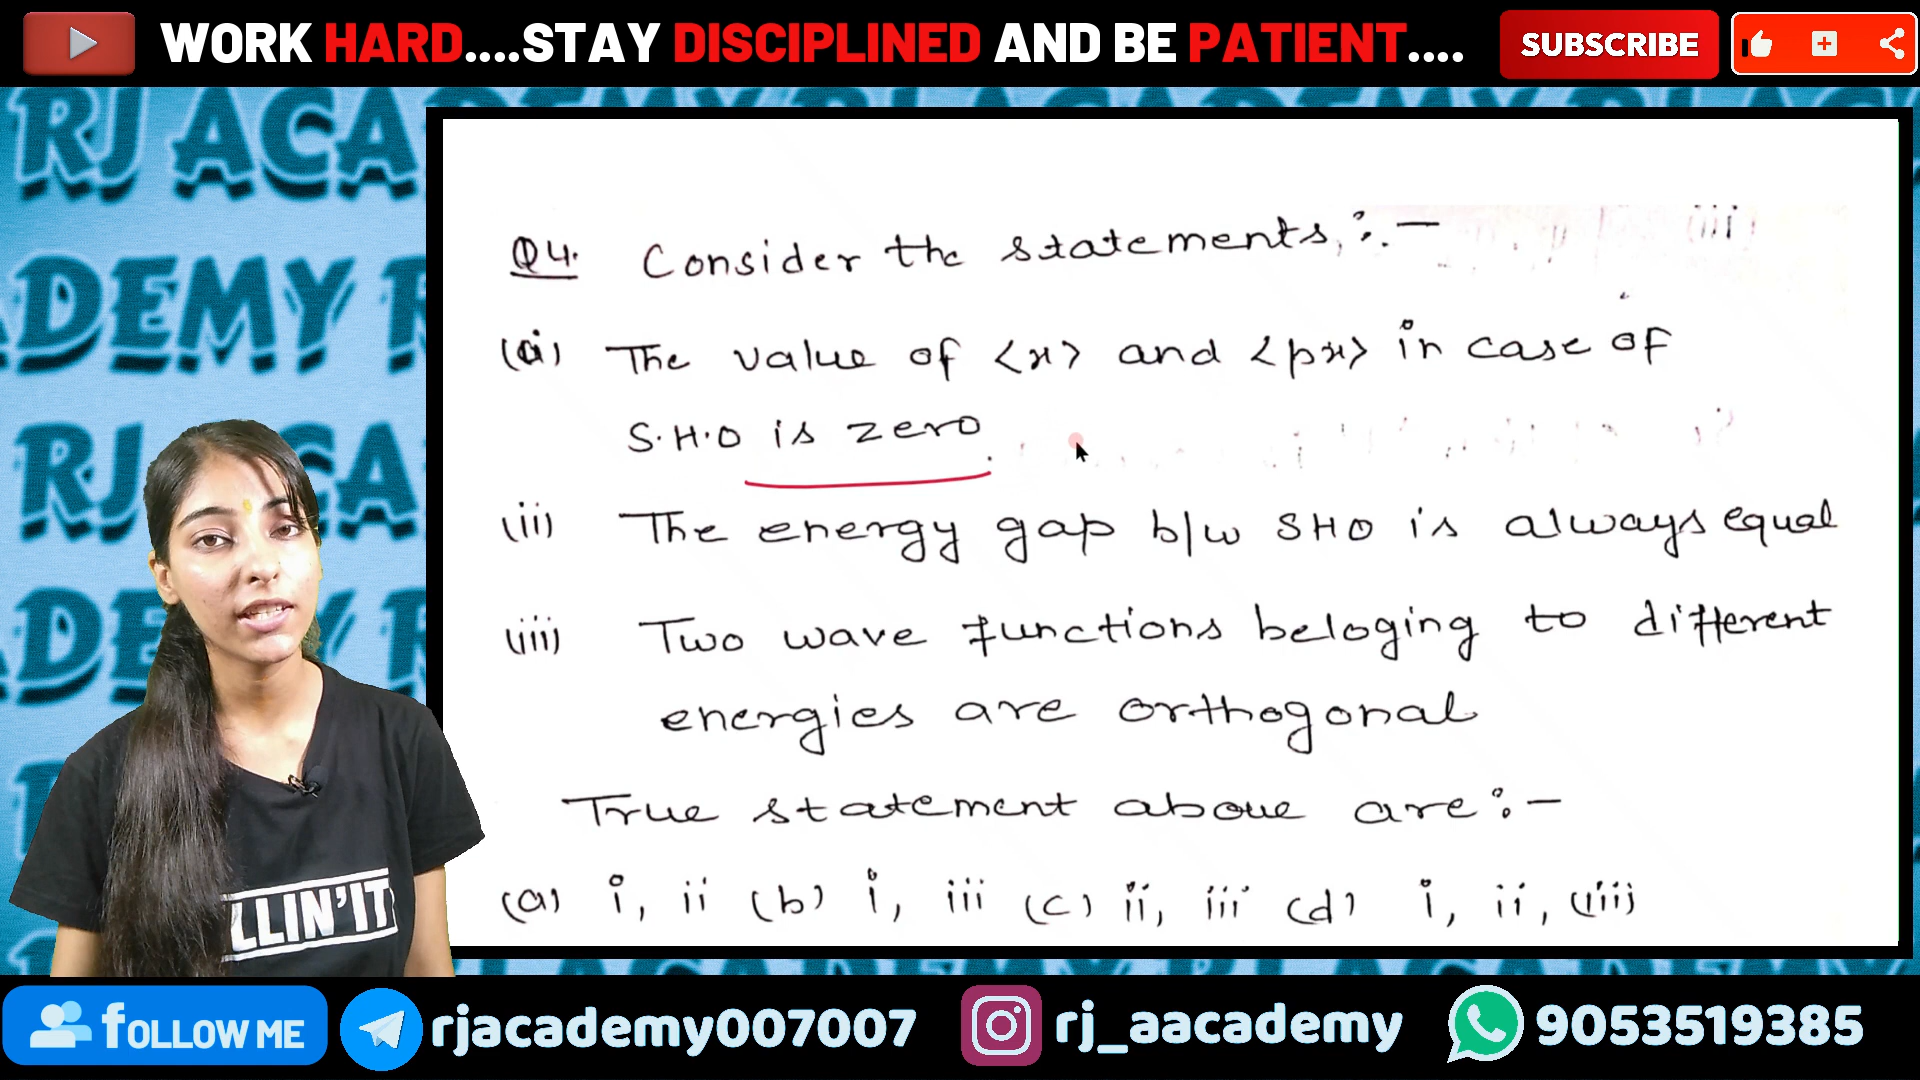 WORK HARD....STAY DISCIPLINED AND BE PATIENT....
SUBSCRIBE
RJ ACA
DEMY R
Q4. Consider the statements :-
(i) The value of <x> and <px> in case of
S.H.O is zero.
(ii) The energy gap b/w SHO is always equal
(iii) Two wave functions beloging to different
energies are orthogonal
True statement above are :-
(a) i, ii (b) i, iii (c) ii, iii (d) i, ii, (iii)
LLIN'IT
FOLLOW ME
rjacademy007007
rj_aacademy
9053519385